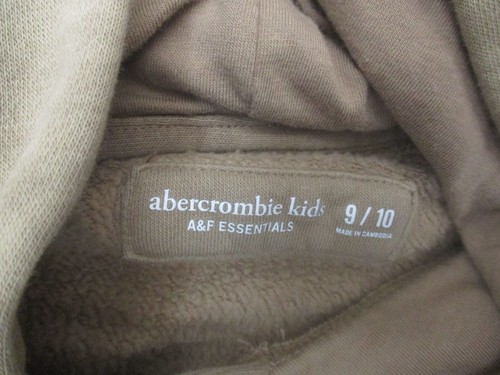 abercrombie kids
A&F ESSENTIALS
9 / 10
MADE IN CAMBODIA